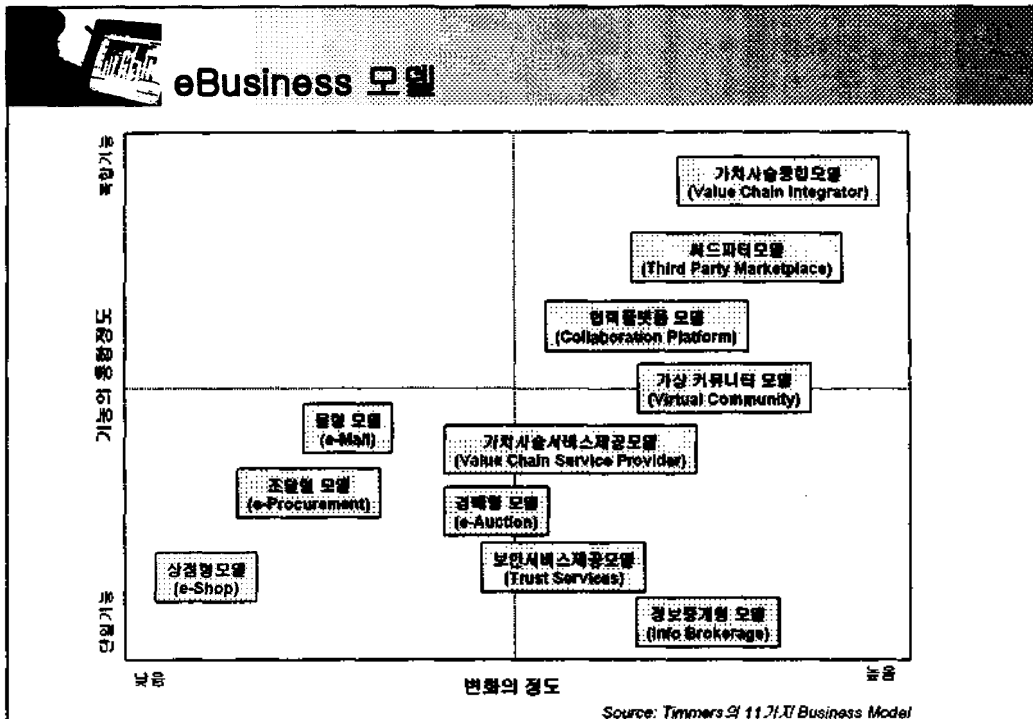 eBusiness 모델
복합기능
가치사슬통합모델
(Value Chain Integrator)
써드파티모델
(Third Party Marketplace)
협력플랫폼 모델
(Collaboration Platform)
기능의 통합정도
가상 커뮤니티 모델
(Virtual Community)
몰형 모델
(e-Mall)
가치사슬서비스제공모델
(Value Chain Service Provider)
조달형 모델
(e-Procurement)
경매형 모델
(e-Auction)
보안서비스제공모델
(Trust Services)
상점형모델
(e-Shop)
정보중개형 모델
(Info Brokerage)
단일기능
낮음
변화의 정도
높음
Source: Timmers의 11가지 Business Model